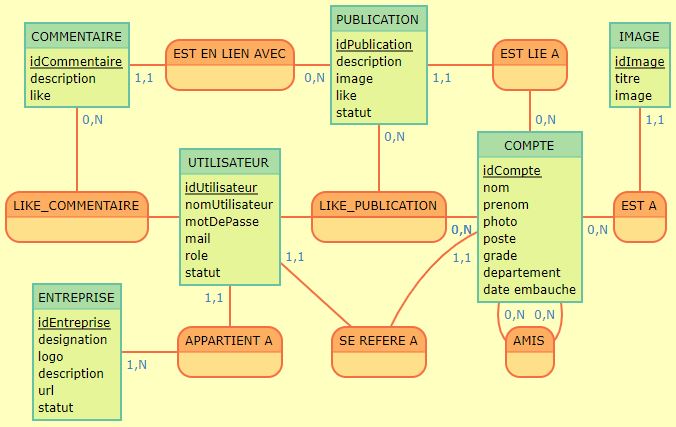 COMMENTAIRE
idCommentaire
description
like
1,1
0,N
EST EN LIEN AVEC
0,N
PUBLICATION
idPublication
description
image
like
statut
1,1
0,N
EST LIE A
0,N
IMAGE
idImage
titre
image
1,1
LIKE_COMMENTAIRE
UTILISATEUR
idUtilisateur
nomUtilisateur
motDePasse
mail
role
statut
1,1
1,1
LIKE_PUBLICATION
0,N
1,1
COMPTE
idCompte
nom
prenom
photo
poste
grade
departement
date embauche
0,N
0,N
0,N
EST A
ENTREPRISE
idEntreprise
designation
logo
description
url
statut
1,N
APPARTIENT A
SE REFERE A
AMIS